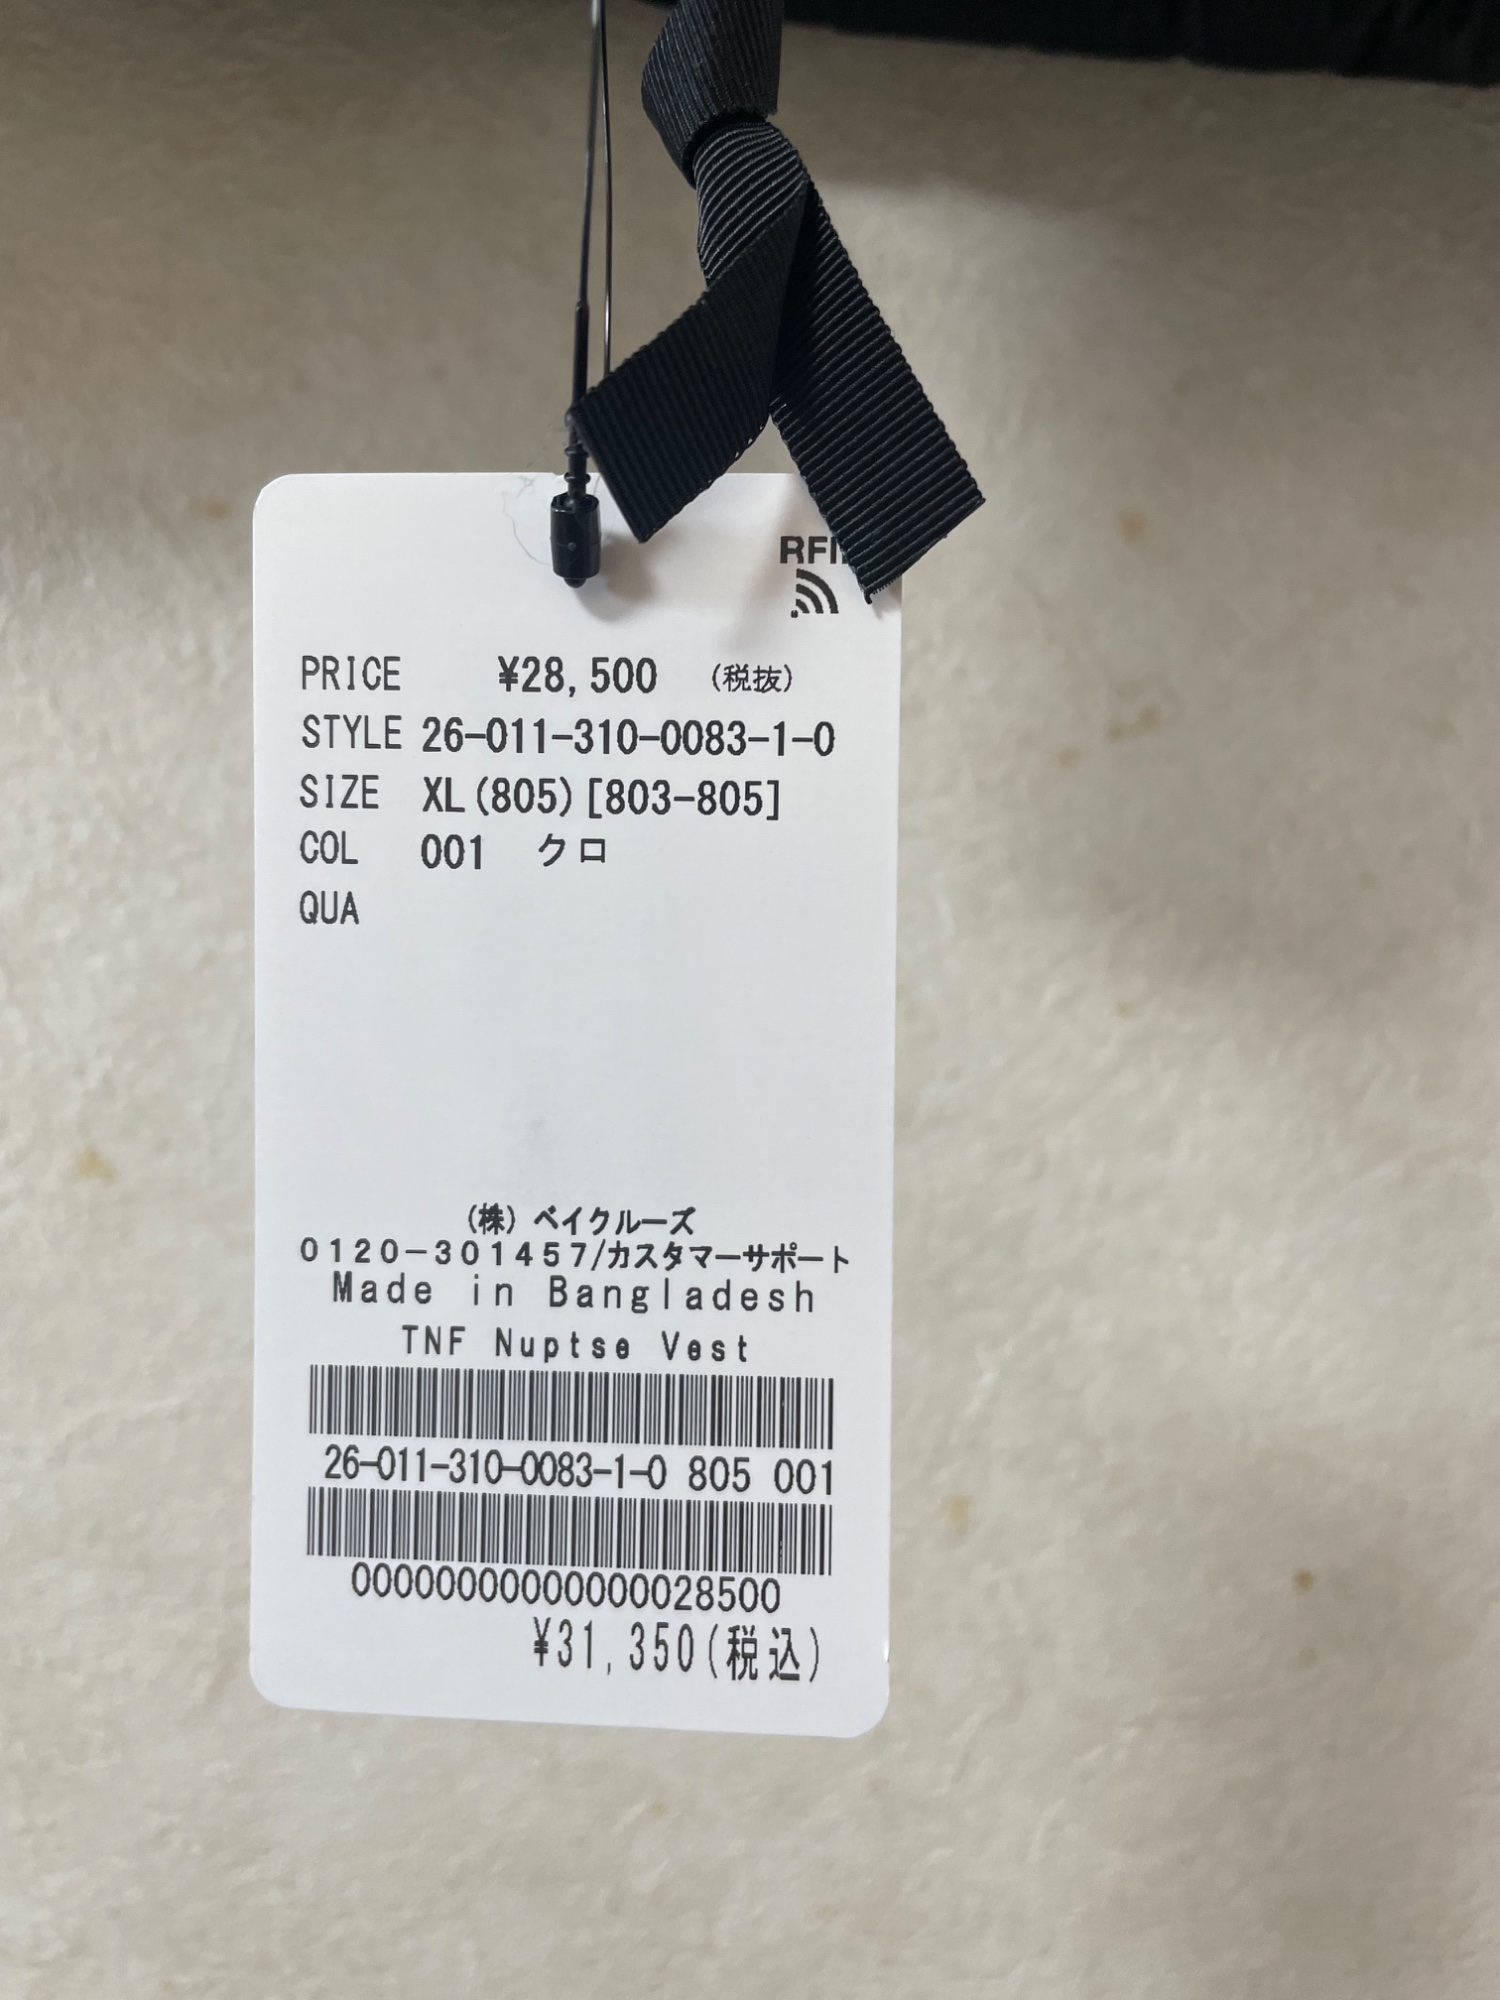 PRICE ¥28,500 (税抜)
STYLE 26-011-310-0083-1-0
SIZE XL(805)[803-805]
COL 001 クロ
QUA
(株)ベイクルーズ
0120-301457/カスタマーサポート
Made in Bangladesh
TNF Nuptse Vest
26-011-310-0083-1-0 805 001
0000000000000028500
¥31,350(税込)